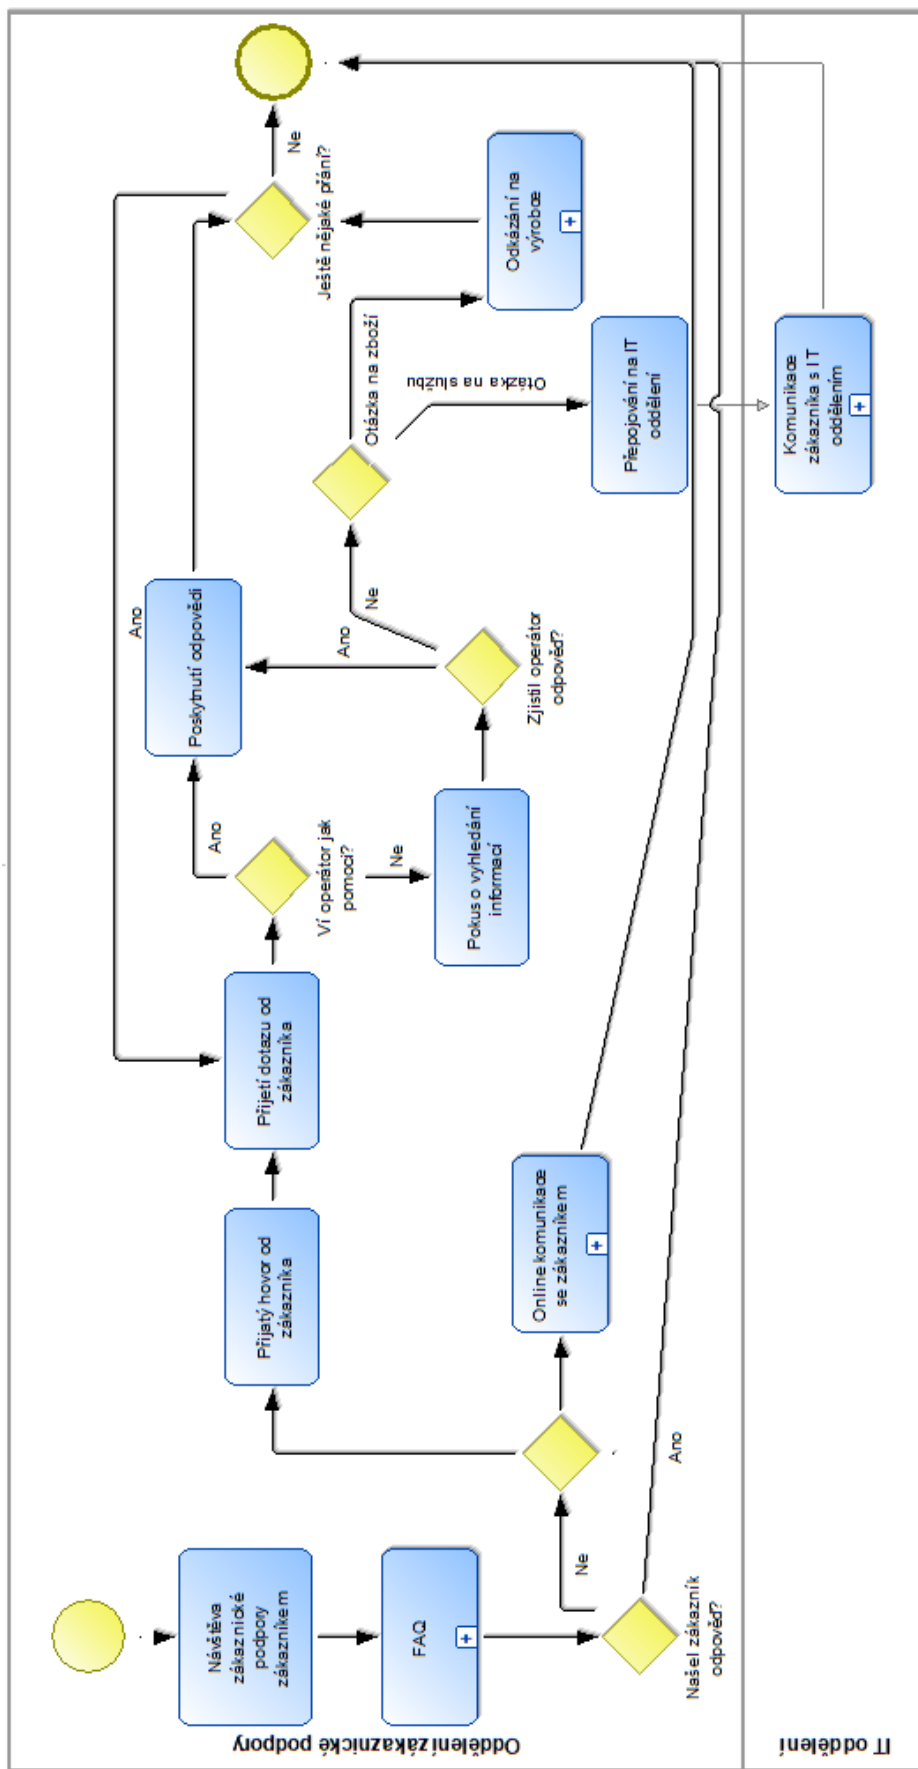 Oddělení zákaznické podpory
Návštěva
zákaznické
podpory
zákazníkem
FAQ
Našel zákazník
odpověď?
Ne
Ano
Přijatý hovor od
zákazníka
Online komunikace
se zákazníkem
Přijetí dotazu od
zákazníka
Ví operátor jak
pomoci?
Ano
Ne
Pokus o vyhledání
informací
Poskytnutí odpovědi
Ano
Zjistil operátor
odpověď?
Ano
Ne
Otázka na zboží
Otázka na službu
Přepojování na IT
oddělení
Odkázání na
výrobce
Ještě nějaké přání?
Ne
IT oddělení
Komunikace
zákazníka s IT
oddělením